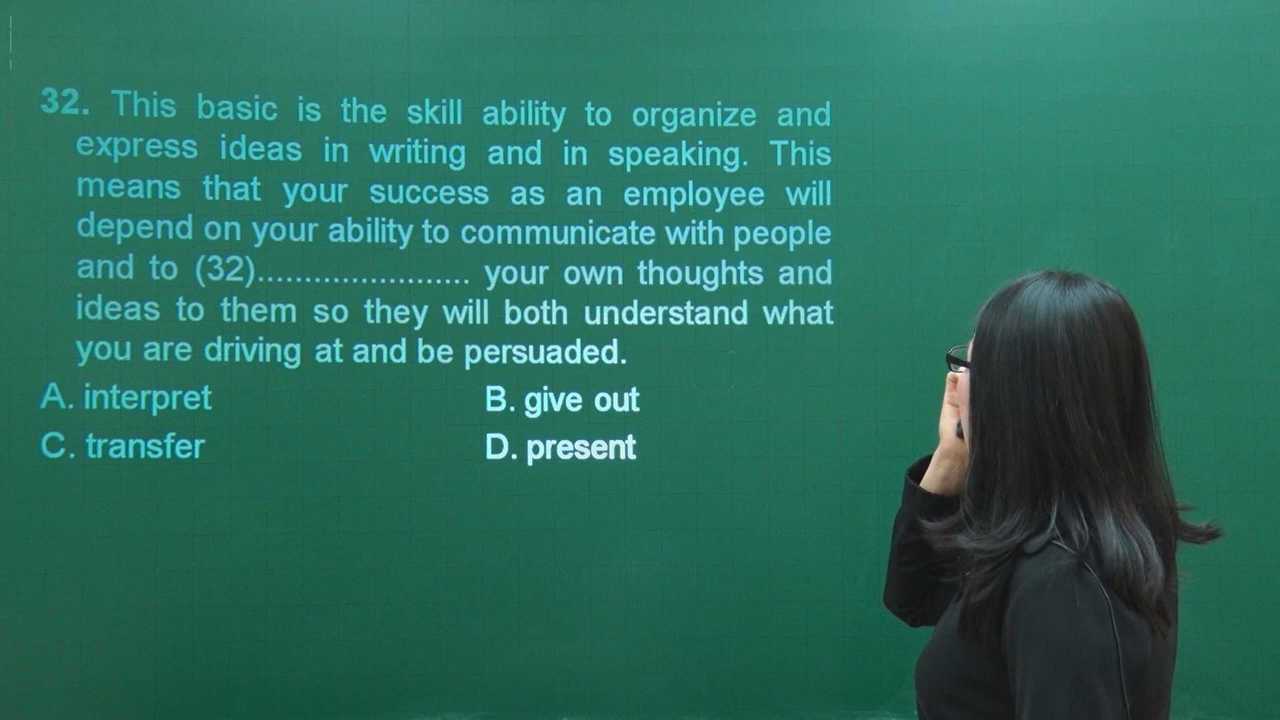 32. This basic is the skill ability to organize and
express ideas in writing and in speaking. This
means that your success as an employee will
depend on your ability to communicate with people
and to (32)...................... your own thoughts and
ideas to them so they will both understand what
you are driving at and be persuaded.
A. interpret B. give out
C. transfer D. present